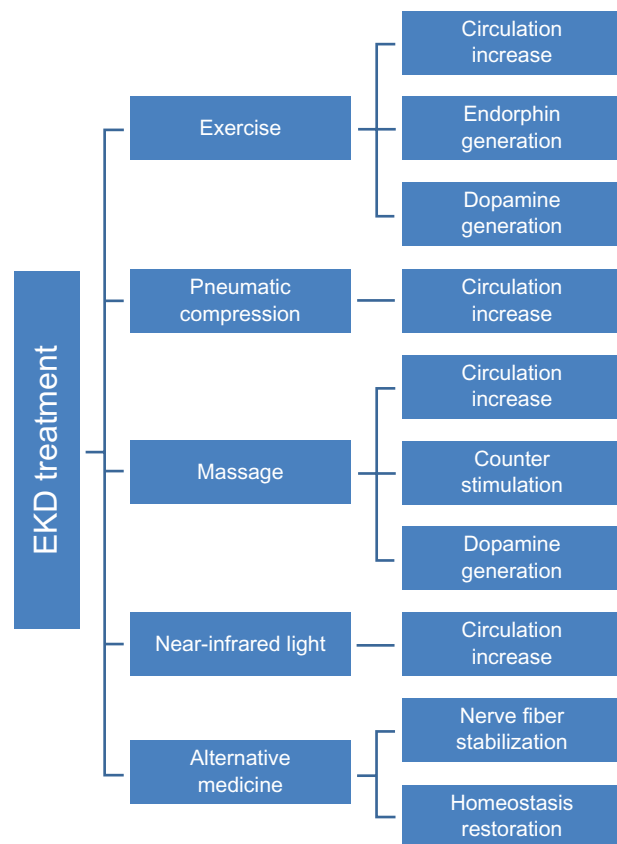 EKD treatment
Exercise
Circulation
increase
Endorphin
generation
Dopamine
generation
Pneumatic
compression
Circulation
increase
Massage
Circulation
increase
Counter
stimulation
Dopamine
generation
Near-infrared light
Circulation
increase
Alternative
medicine
Nerve fiber
stabilization
Homeostasis
restoration